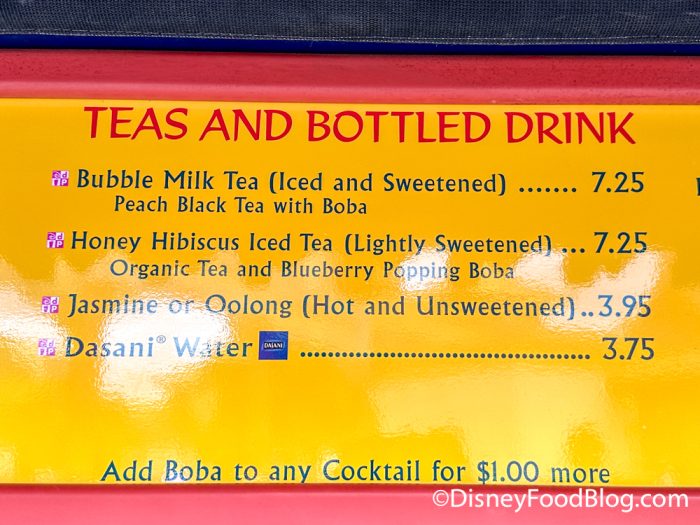 TEAS AND BOTTLED DRINK
Bubble Milk Tea (Iced and Sweetened) ....... 7.25
Peach Black Tea with Boba
Honey Hibiscus Iced Tea (Lightly Sweetened) ... 7.25
Organic Tea and Blueberry Popping Boba
Jasmine or Oolong (Hot and Unsweetened)..3.95
Dasani® Water DASANI .......................................... 3.75
Add Boba to any Cocktail for $1.00 more
©DisneyFoodBlog.com